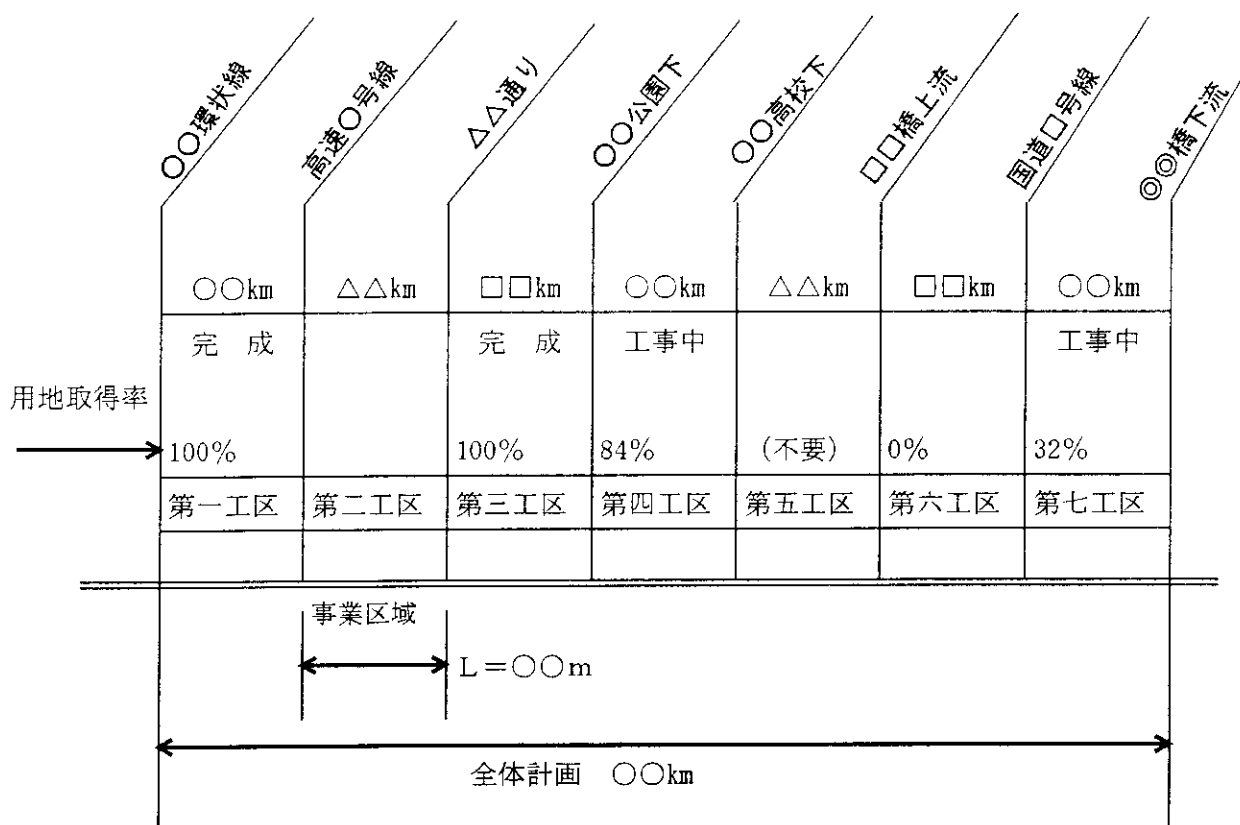 ○○環状線
高速○号線
△△通り
○○公園下
○○高校下
□□橋上流
国道□号線
◎◎橋下流
○○km △△km □□km ○○km △△km □□km ○○km
完 成 完 成 工事中 工事中
用地取得率
100% 100% 84% (不要) 0% 32%
第一工区 第二工区 第三工区 第四工区 第五工区 第六工区 第七工区
事業区域
L=○○m
全体計画 ○○km